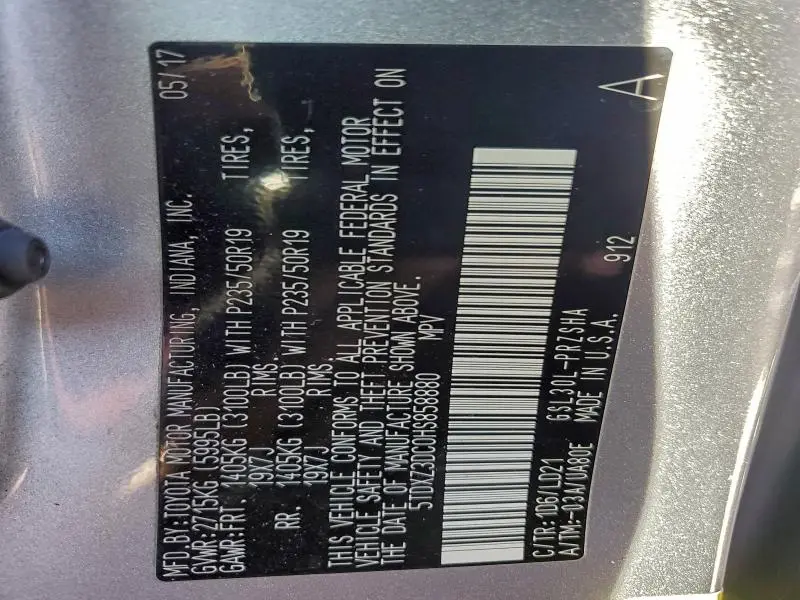 MFD.BY:TOYOTA MOTOR MANUFACTURING, INDIANA, INC. 05/17
GVWR:2715KG(5995LB)
GAWR:FRT. 1405KG(3100LB) WITH P235/50R19 TIRES,
19X7J RIMS.
RR. 1405KG(3100LB) WITH P235/50R19 TIRES,
19X7J RIMS.
THIS VEHICLE CONFORMS TO ALL APPLICABLE FEDERAL MOTOR
VEHICLE SAFETY AND THEFT PREVENTION STANDARDS IN EFFECT ON
THE DATE OF MANUFACTURE SHOWN ABOVE.
5TDXZ3DC0HS858880 MPV
C/TR:1D6/LD21 GSL30L-PRZSHA
A/TM:-03A/UA80E MADE IN U.S.A. 912
A